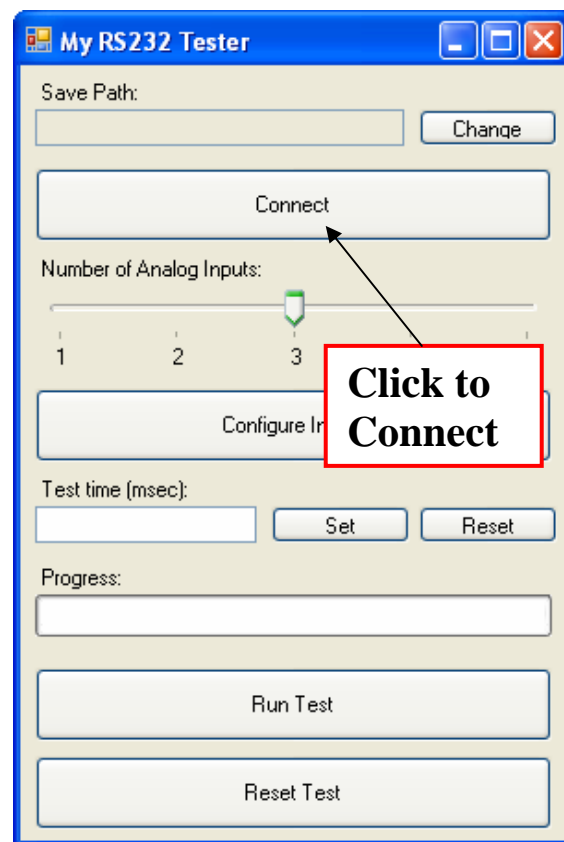 My RS232 Tester
Save Path:
Change
Connect
Number of Analog Inputs:
1 2 3
Click to
Connect
Configure
Test time (msec):
Set Reset
Progress:
Run Test
Reset Test